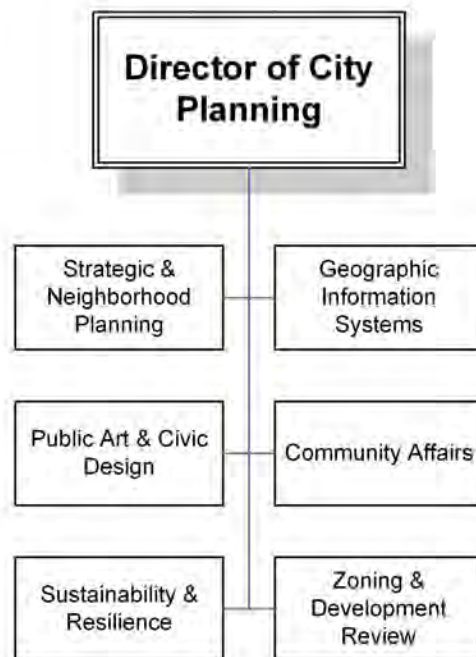 Director of City
Planning
Strategic &
Neighborhood
Planning
Geographic
Information
Systems
Public Art & Civic
Design
Community Affairs
Sustainability &
Resilience
Zoning &
Development
Review